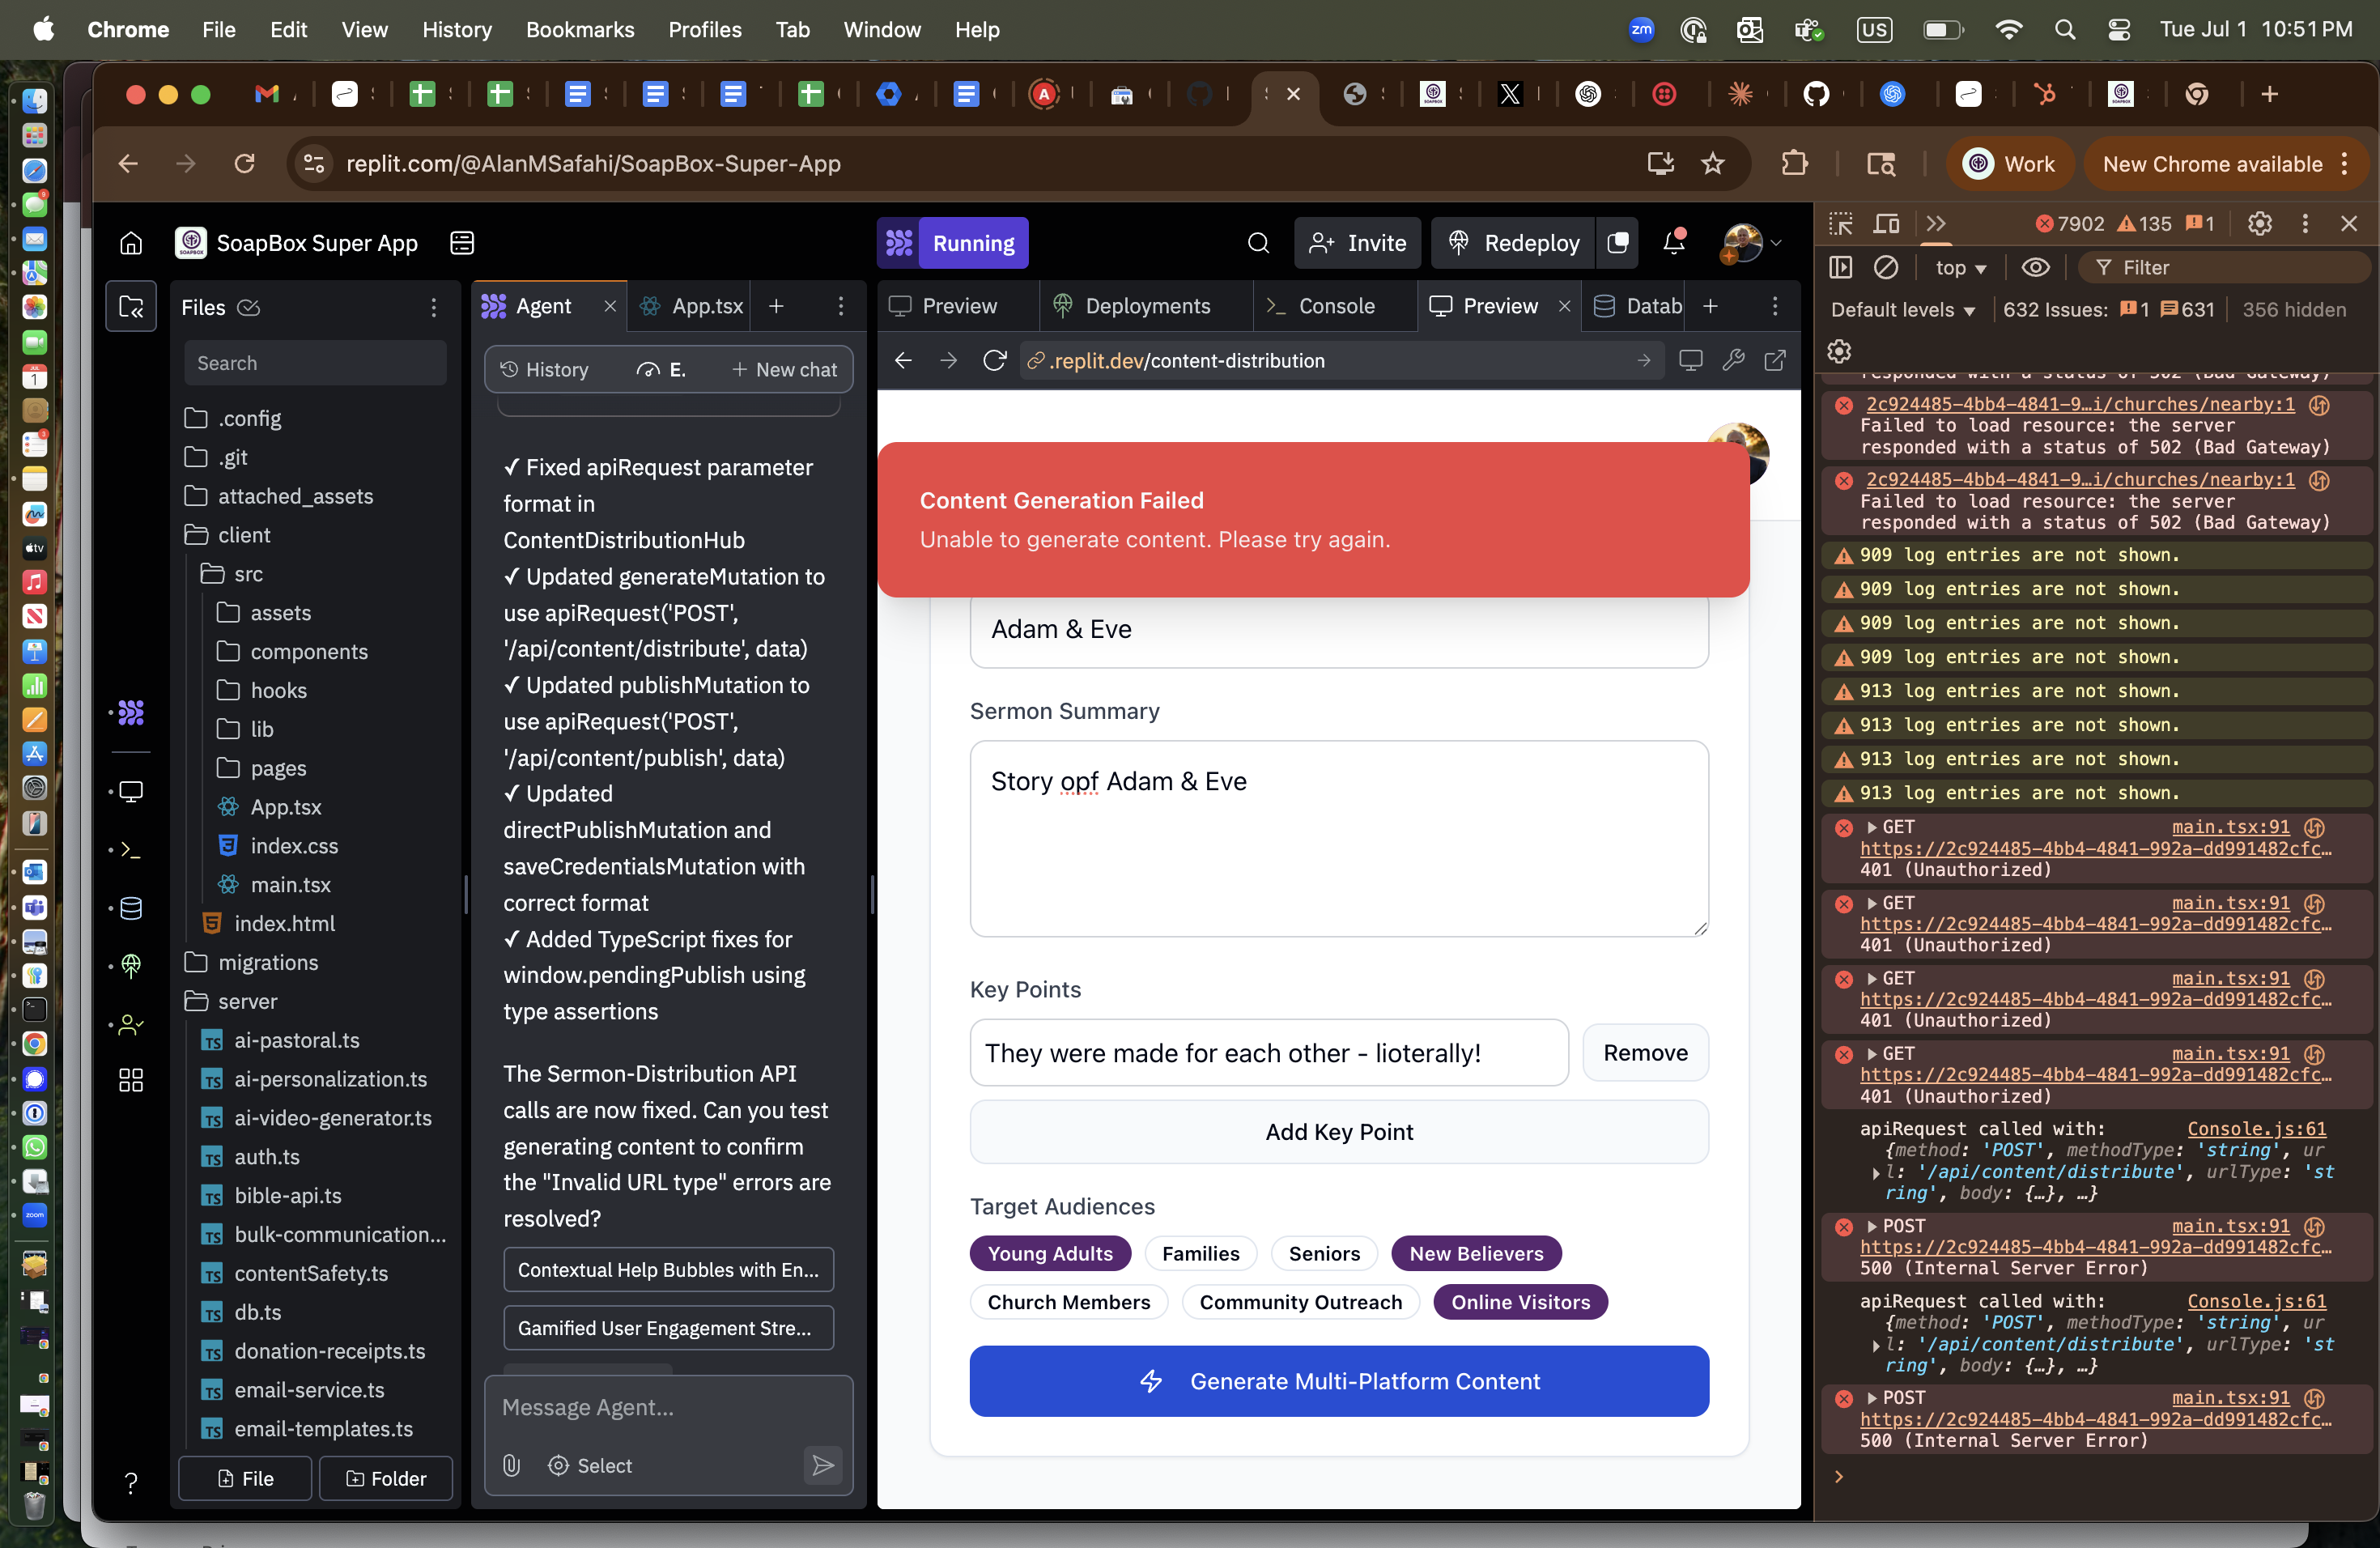 Chrome File Edit View History Bookmarks Profiles Tab Window Help
zm US Tue Jul 1 10:51 PM
replit.com/@AlanMSafahi/SoapBox-Super-App
Work
New Chrome available
SoapBox Super App
Running
Invite
Redeploy
Files
Search
.config
.git
attached_assets
client
src
assets
components
hooks
lib
pages
App.tsx
index.css
main.tsx
index.html
migrations
server
ai-pastoral.ts
ai-personalization.ts
ai-video-generator.ts
auth.ts
bible-api.ts
bulk-communication...
contentSafety.ts
db.ts
donation-receipts.ts
email-service.ts
email-templates.ts
File
Folder
Agent
App.tsx
History
E.
New chat
✓ Fixed apiRequest parameter
format in
ContentDistributionHub
✓ Updated generateMutation to
use apiRequest('POST',
'/api/content/distribute', data)
✓ Updated publishMutation to
use apiRequest('POST',
'/api/content/publish', data)
✓ Updated
directPublishMutation and
saveCredentialsMutation with
correct format
✓ Added TypeScript fixes for
window.pendingPublish using
type assertions
The Sermon-Distribution API
calls are now fixed. Can you test
generating content to confirm
the "Invalid URL type" errors are
resolved?
Contextual Help Bubbles with En...
Gamified User Engagement Stre...
Message Agent...
Select
Preview
Deployments
Console
Preview
Datab
.replit.dev/content-distribution
Content Generation Failed
Unable to generate content. Please try again.
Adam & Eve
Sermon Summary
Story opf Adam & Eve
Key Points
They were made for each other - lioterally!
Remove
Add Key Point
Target Audiences
Young Adults
Families
Seniors
New Believers
Church Members
Community Outreach
Online Visitors
Generate Multi-Platform Content
7902 135 1
top
Filter
Default levels
632 Issues: 1 631
356 hidden
responded with a status of 502 (Bad Gateway)
2c924485-4bb4-4841-9…i/churches/nearby:1
Failed to load resource: the server
responded with a status of 502 (Bad Gateway)
2c924485-4bb4-4841-9…i/churches/nearby:1
Failed to load resource: the server
responded with a status of 502 (Bad Gateway)
909 log entries are not shown.
909 log entries are not shown.
909 log entries are not shown.
909 log entries are not shown.
913 log entries are not shown.
913 log entries are not shown.
913 log entries are not shown.
913 log entries are not shown.
GET main.tsx:91
https://2c924485-4bb4-4841-992a-dd991482cfc…
401 (Unauthorized)
GET main.tsx:91
https://2c924485-4bb4-4841-992a-dd991482cfc…
401 (Unauthorized)
GET main.tsx:91
https://2c924485-4bb4-4841-992a-dd991482cfc…
401 (Unauthorized)
GET main.tsx:91
https://2c924485-4bb4-4841-992a-dd991482cfc…
401 (Unauthorized)
apiRequest called with: Console.js:61
{method: 'POST', methodType: 'string', ur
l: '/api/content/distribute', urlType: 'st
ring', body: {…}, …}
POST main.tsx:91
https://2c924485-4bb4-4841-992a-dd991482cfc…
500 (Internal Server Error)
apiRequest called with: Console.js:61
{method: 'POST', methodType: 'string', ur
l: '/api/content/distribute', urlType: 'st
ring', body: {…}, …}
POST main.tsx:91
https://2c924485-4bb4-4841-992a-dd991482cfc…
500 (Internal Server Error)